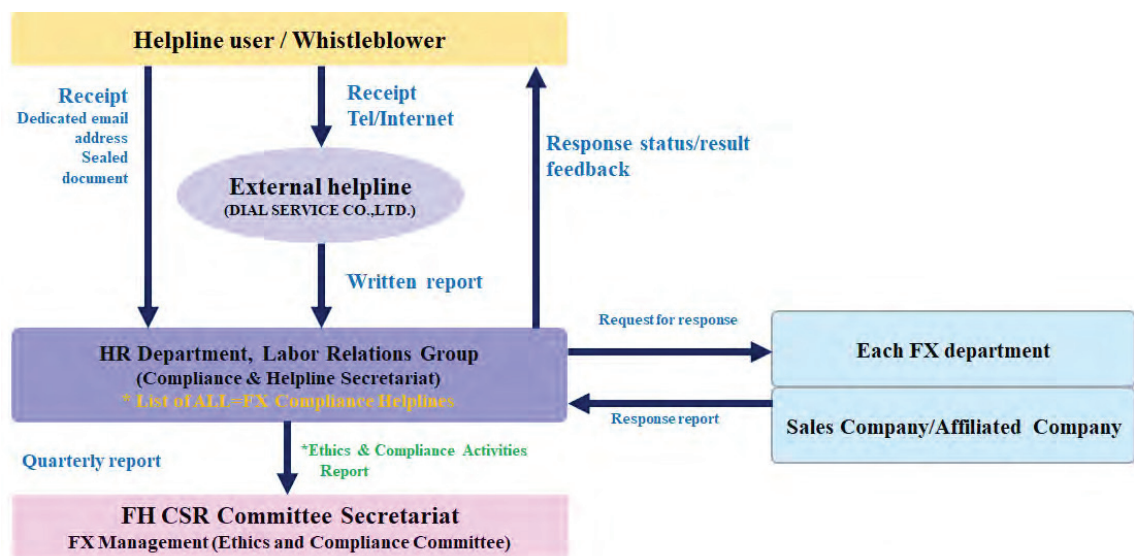 Helpline user / Whistleblower
Receipt
Dedicated email
address
Sealed
document
Receipt
Tel/Internet
Response status/result
feedback
External helpline
(DIAL SERVICE CO.,LTD.)
Written report
HR Department, Labor Relations Group
(Compliance & Helpline Secretariat)
* List of ALL=FX Compliance Helplines
Request for response
Each FX department
Response report
Sales Company/Affiliated Company
Quarterly report
*Ethics & Compliance Activities
Report
FH CSR Committee Secretariat
FX Management (Ethics and Compliance Committee)